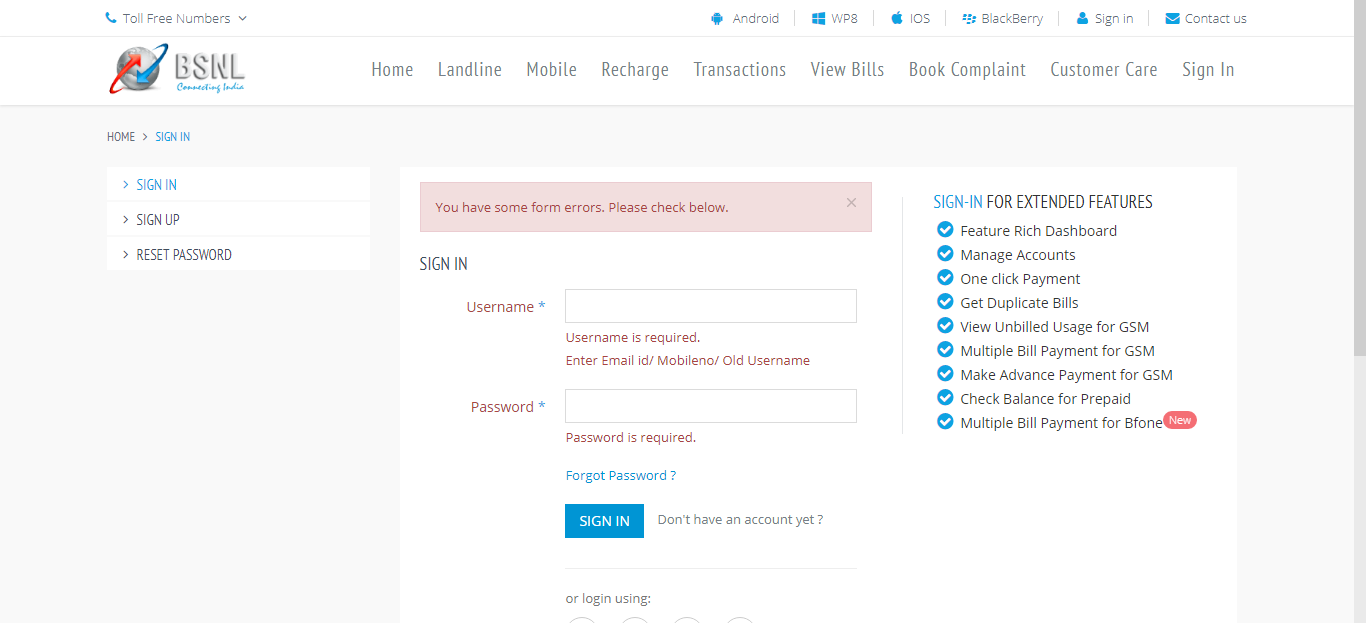 Toll Free Numbers
Android WP8 IOS BlackBerry Sign in Contact us
BSNL
Connecting India
Home Landline Mobile Recharge Transactions View Bills Book Complaint Customer Care Sign In
HOME > SIGN IN
> SIGN IN
> SIGN UP
> RESET PASSWORD
You have some form errors. Please check below. ×
SIGN IN
Username *
Username is required.
Enter Email id/ Mobileno/ Old Username
Password *
Password is required.
Forgot Password ?
SIGN IN Don't have an account yet ?
or login using:
SIGN-IN FOR EXTENDED FEATURES
Feature Rich Dashboard
Manage Accounts
One click Payment
Get Duplicate Bills
View Unbilled Usage for GSM
Multiple Bill Payment for GSM
Make Advance Payment for GSM
Check Balance for Prepaid
Multiple Bill Payment for Bfone New